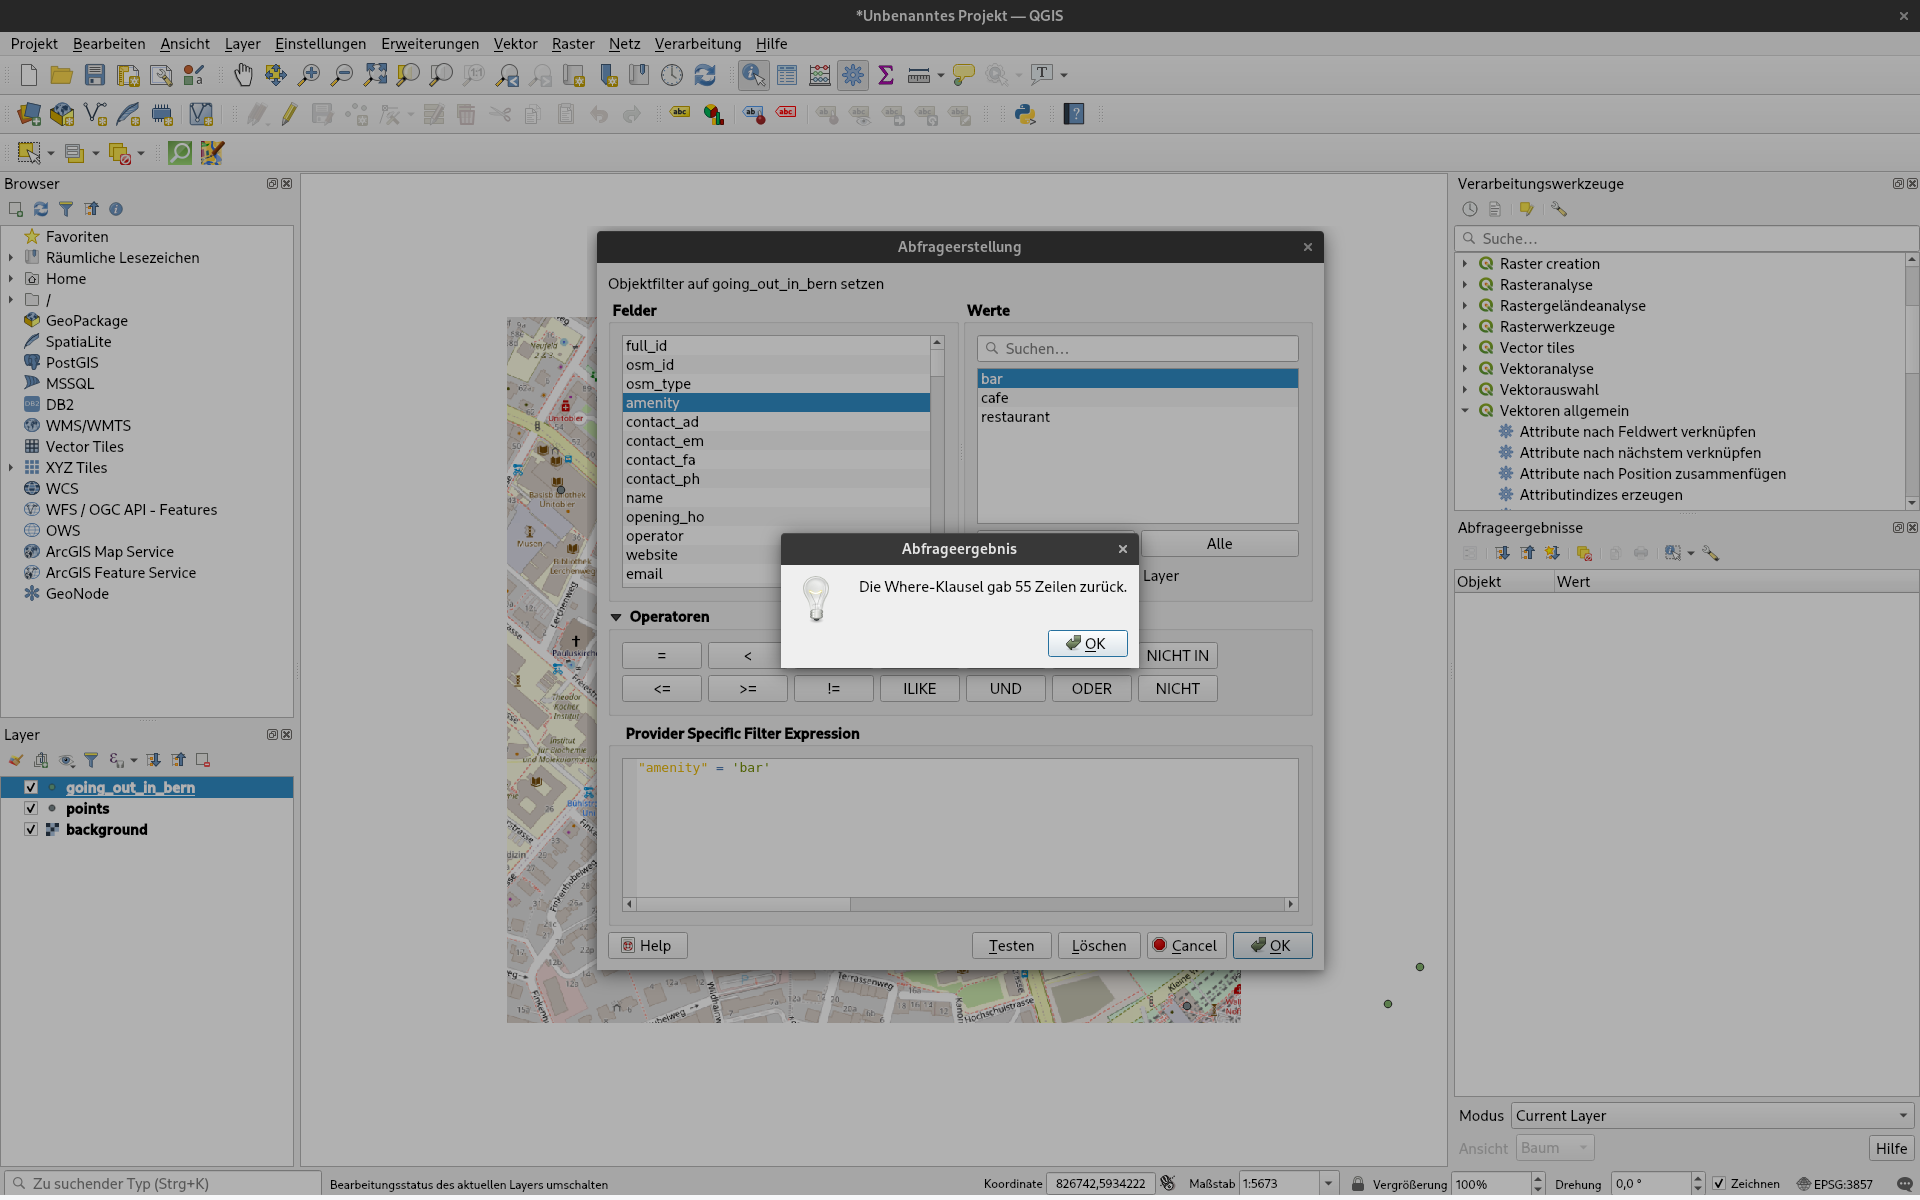 *Unbenanntes Projekt — QGIS
Projekt Bearbeiten Ansicht Layer Einstellungen Erweiterungen Vektor Raster Netz Verarbeitung Hilfe
Browser
Favoriten
Räumliche Lesezeichen
Home
/
GeoPackage
SpatiaLite
PostGIS
MSSQL
DB2
WMS/WMTS
Vector Tiles
XYZ Tiles
WCS
WFS / OGC API - Features
OWS
ArcGIS Map Service
ArcGIS Feature Service
GeoNode
Layer
going_out_in_bern
points
background
Abfrageerstellung
Objektfilter auf going_out_in_bern setzen
Felder
full_id
osm_id
osm_type
amenity
contact_ad
contact_em
contact_fa
contact_ph
name
opening_ho
operator
website
email
Werte
Suchen...
bar
cafe
restaurant
Alle
Layer
Abfrageergebnis
Die Where-Klausel gab 55 Zeilen zurück.
OK
Operatoren
= < NICHT IN
<= >= != ILIKE UND ODER NICHT
Provider Specific Filter Expression
"amenity" = 'bar'
Help Testen Löschen Cancel OK
Verarbeitungswerkzeuge
Suche...
Raster creation
Rasteranalyse
Rastergeländeanalyse
Rasterwerkzeuge
Vector tiles
Vektoranalyse
Vektorauswahl
Vektoren allgemein
Attribute nach Feldwert verknüpfen
Attribute nach nächstem verknüpfen
Attribute nach Position zusammenfügen
Attributindizes erzeugen
Abfrageergebnisse
Objekt Wert
Modus Current Layer
Ansicht Baum Hilfe
Zu suchender Typ (Strg+K) Bearbeitungsstatus des aktuellen Layers umschalten Koordinate 826742,5934222 Maßstab 1:5673 Vergrößerung 100% Drehung 0,0 ° Zeichnen EPSG:3857